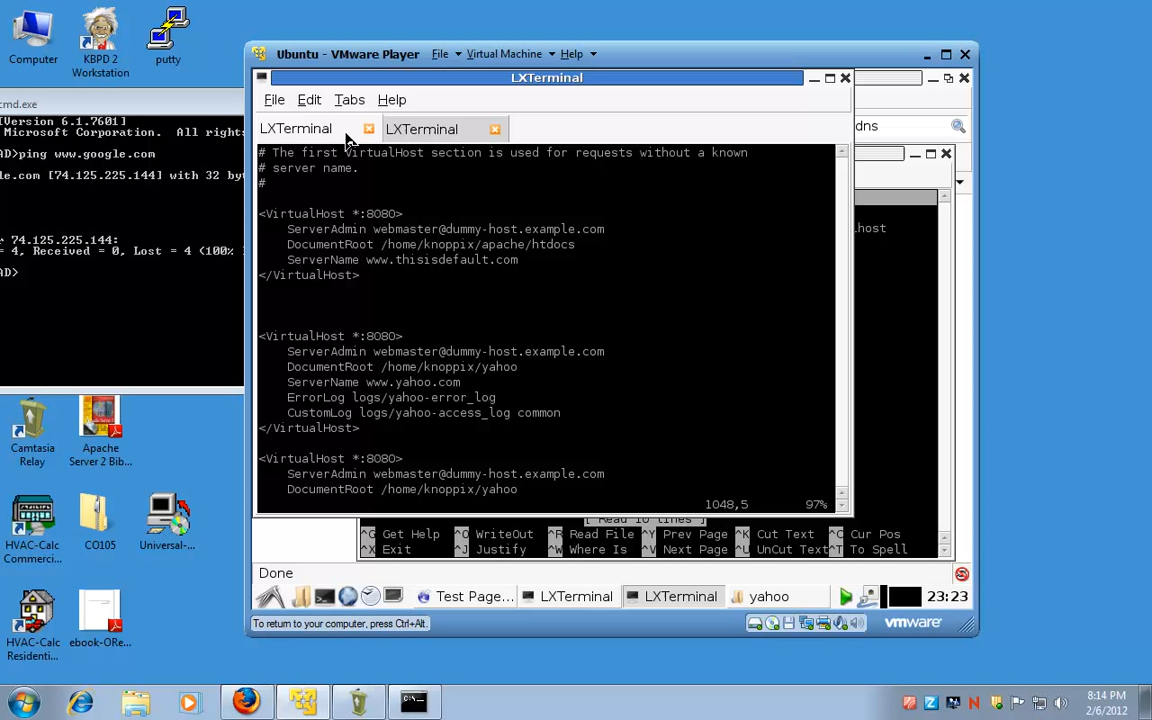 Computer
KBPD 2
Workstation
putty
cmd.exe
[Version 6.1.7601]
Microsoft Corporation. All rights
AD>ping www.google.com
le.com [74.125.225.144] with 32 by
r 74.125.225.144:
= 4, Received = 0, Lost = 4 (100%
AD>
Camtasia
Relay
Apache
Server 2 Bib...
HVAC-Calc
Commerci...
CO105
Universal-...
HVAC-Calc
Residenti...
ebook-ORe...
Ubuntu - VMware Player File Virtual Machine Help
LXTerminal
File Edit Tabs Help
LXTerminal LXTerminal
# The first VirtualHost section is used for requests without a known
# server name.
#
<VirtualHost *:8080>
ServerAdmin webmaster@dummy-host.example.com
DocumentRoot /home/knoppix/apache/htdocs
ServerName www.thisisdefault.com
</VirtualHost>
<VirtualHost *:8080>
ServerAdmin webmaster@dummy-host.example.com
DocumentRoot /home/knoppix/yahoo
ServerName www.yahoo.com
ErrorLog logs/yahoo-error_log
CustomLog logs/yahoo-access_log common
</VirtualHost>
<VirtualHost *:8080>
ServerAdmin webmaster@dummy-host.example.com
DocumentRoot /home/knoppix/yahoo
1048,5 97%
dns
lhost
[ Read 10 lines ]
^G Get Help ^O WriteOut ^R Read File ^Y Prev Page ^K Cut Text ^C Cur Pos
^X Exit ^J Justify ^W Where Is ^V Next Page ^U UnCut Text ^T To Spell
Done
Test Page... LXTerminal LXTerminal yahoo 23:23
To return to your computer, press Ctrl+Alt.
vmware
8:14 PM
2/6/2012